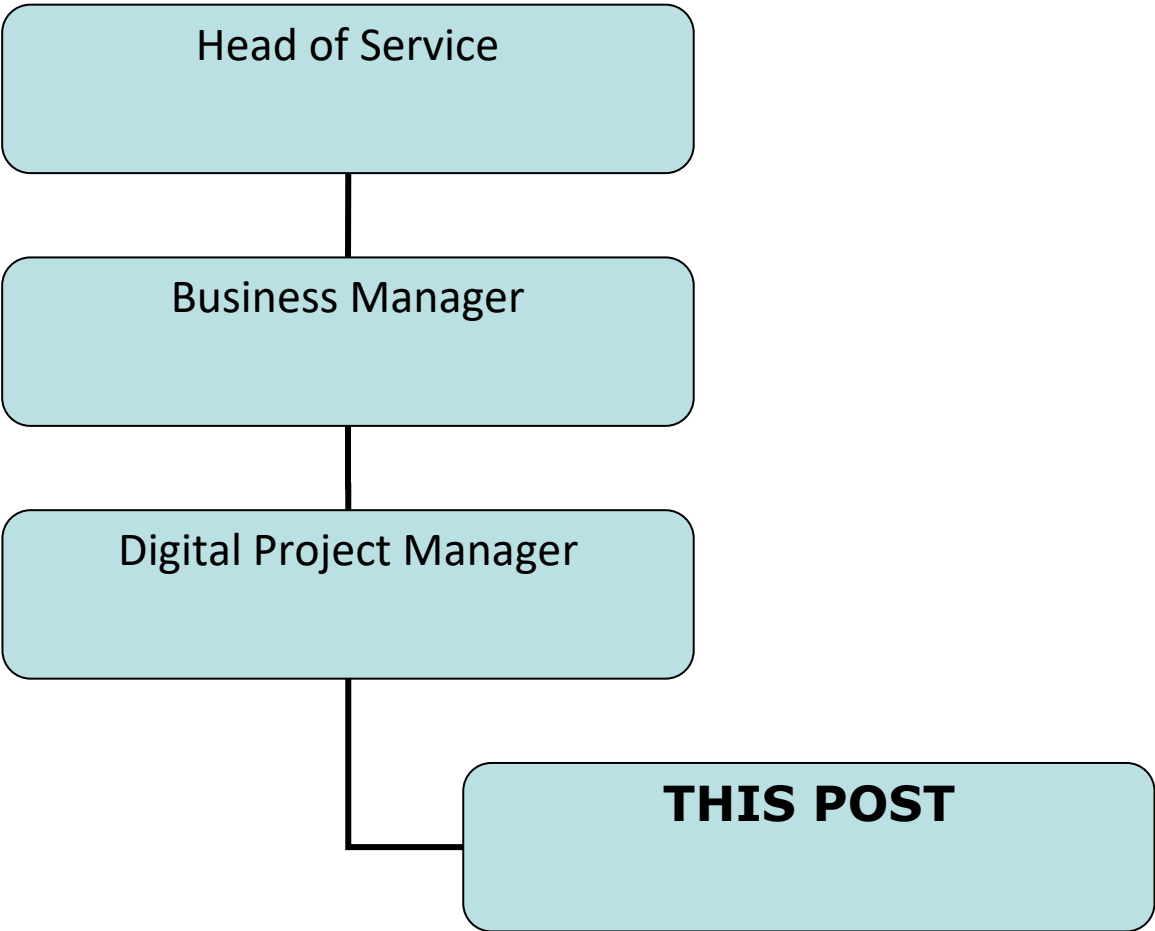 Head of Service
Business Manager
Digital Project Manager
THIS POST